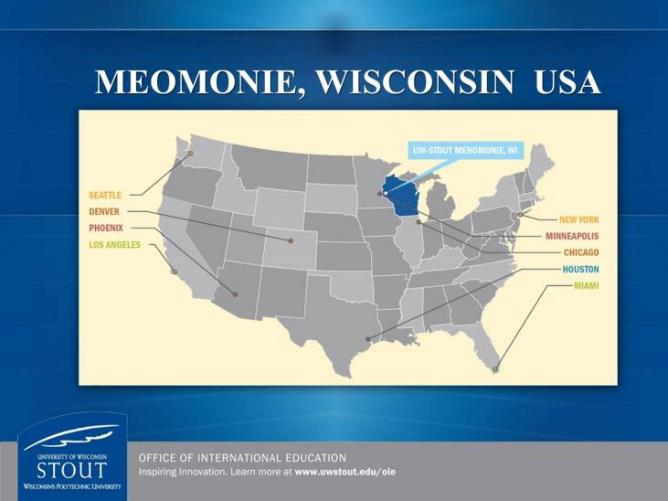 MEOMONIE, WISCONSIN USA
UW-STOUT MENOMONIE, WI
SEATTLE
DENVER
PHOENIX
LOS ANGELES
NEW YORK
MINNEAPOLIS
CHICAGO
HOUSTON
MIAMI
UNIVERSITY OF WISCONSIN
STOUT
WISCONSIN'S POLYTECHNIC UNIVERSITY
OFFICE OF INTERNATIONAL EDUCATION
Inspiring Innovation. Learn more at www.uwstout.edu/oie